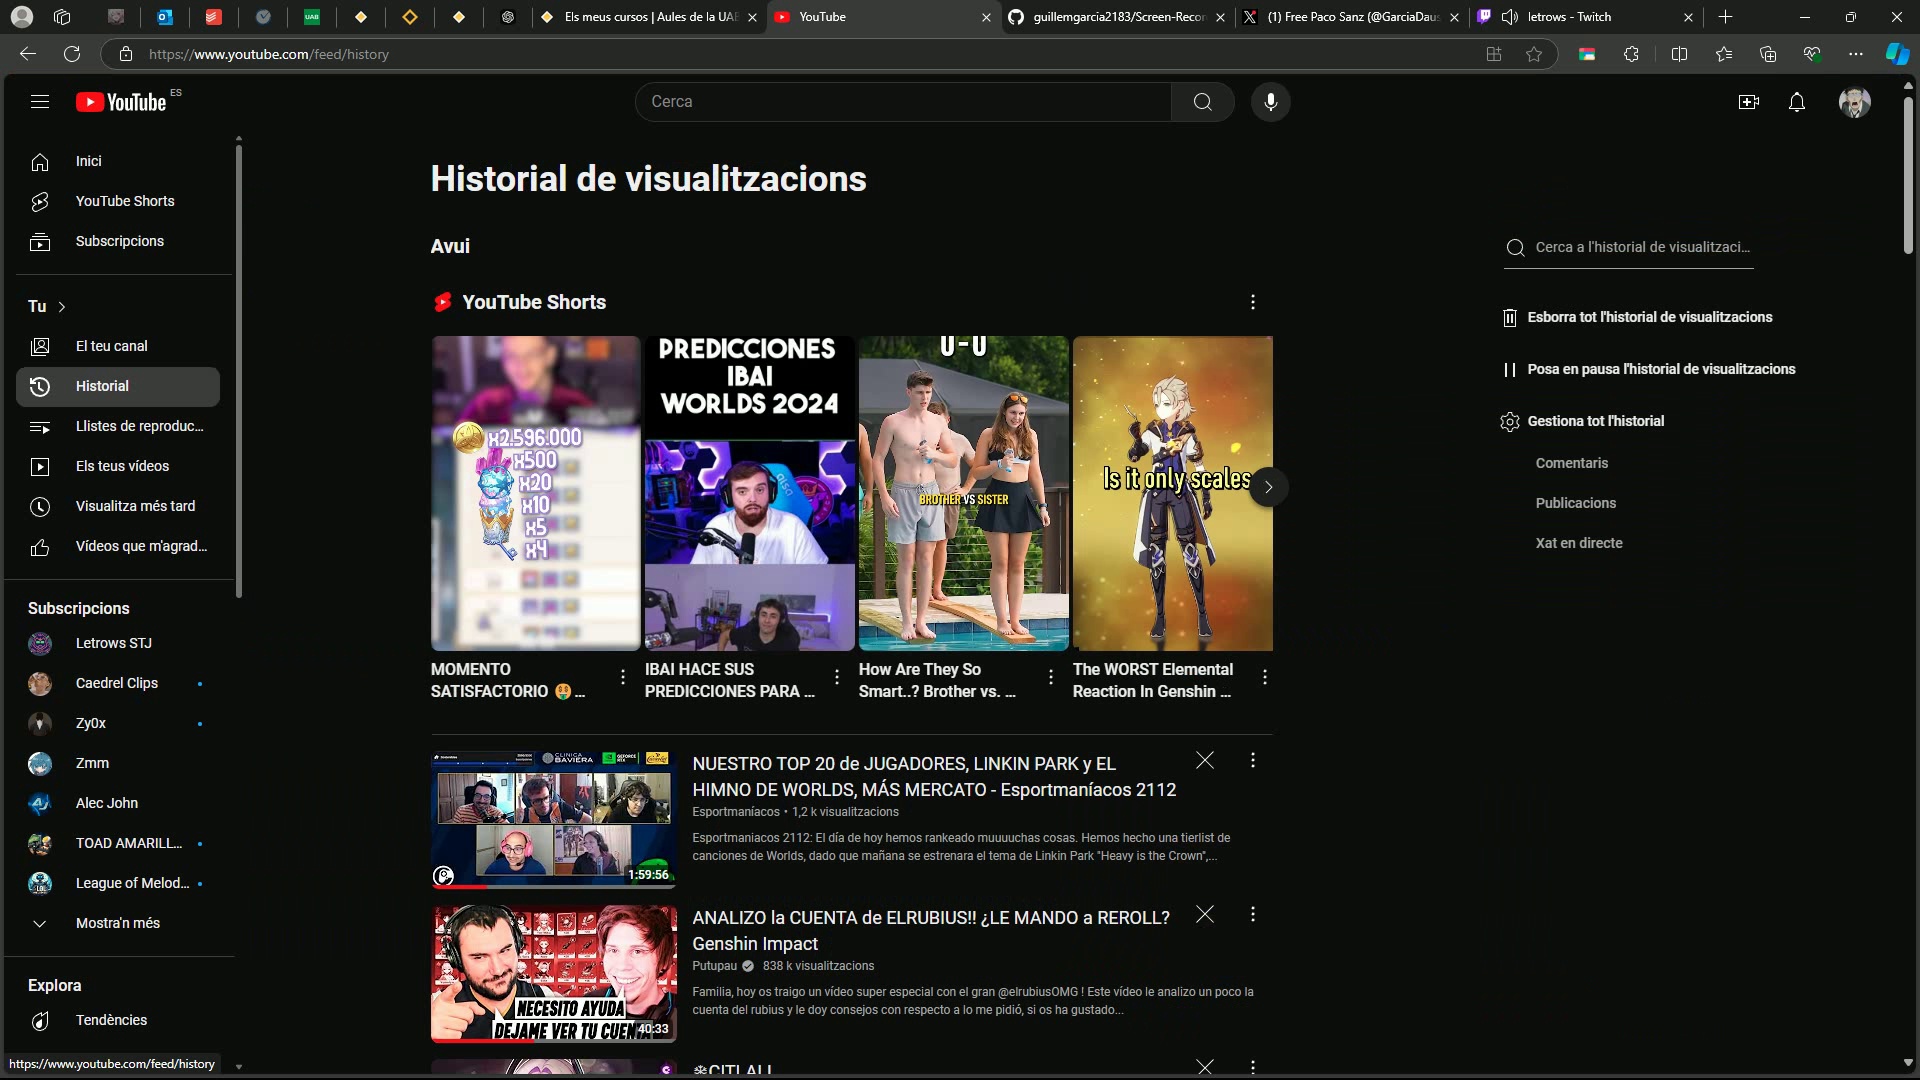 UAB
Els meus cursos | Aules de la UAB
YouTube
guillemgarcia2183/Screen-Recor
(1) Free Paco Sanz (@GarciaDaus
letrows - Twitch
https://www.youtube.com/feed/history
YouTube ES
Cerca
Inici
YouTube Shorts
Subscripcions
Tu
El teu canal
Historial
Llistes de reproduc...
Els teus vídeos
Visualitza més tard
Vídeos que m'agrad...
Subscripcions
Letrows STJ
Caedrel Clips
Zy0x
Zmm
Alec John
TOAD AMARILL...
League of Melod...
Mostra'n més
Explora
Tendències
https://www.youtube.com/feed/history
Historial de visualitzacions
Avui
YouTube Shorts
x2.596.000
x500
x20
x10
x5
x4
MOMENTO
SATISFACTORIO 🤑 ...
PREDICCIONES
IBAI
WORLDS 2024
IBAI HACE SUS
PREDICCIONES PARA ...
0-0
BROTHER VS SISTER
How Are They So
Smart..? Brother vs. ...
Is it only scales
The WORST Elemental
Reaction In Genshin ...
CLINICA
BAVIERA
GEFORCE
RTX
1:59:56
NUESTRO TOP 20 de JUGADORES, LINKIN PARK y EL
HIMNO DE WORLDS, MÁS MERCATO - Esportmaníacos 2112
Esportmaníacos • 1,2 k visualitzacions
Esportmaniacos 2112: El día de hoy hemos rankeado muuuuchas cosas. Hemos hecho una tierlist de
canciones de Worlds, dado que mañana se estrenara el tema de Linkin Park "Heavy is the Crown",...
NECESITO AYUDA
DEJAME VER TU CUENTA
40:33
ANALIZO la CUENTA de ELRUBIUS!! ¿LE MANDO a REROLL?
Genshin Impact
Putupau 838 k visualitzacions
Familia, hoy os traigo un vídeo super especial con el gran @elrubiusOMG ! Este vídeo le analizo un poco la
cuenta del rubius y le doy consejos con respecto a lo me pidió, si os ha gustado...
❄CITLALI
Cerca a l'historial de visualitzaci...
Esborra tot l'historial de visualitzacions
Posa en pausa l'historial de visualitzacions
Gestiona tot l'historial
Comentaris
Publicacions
Xat en directe